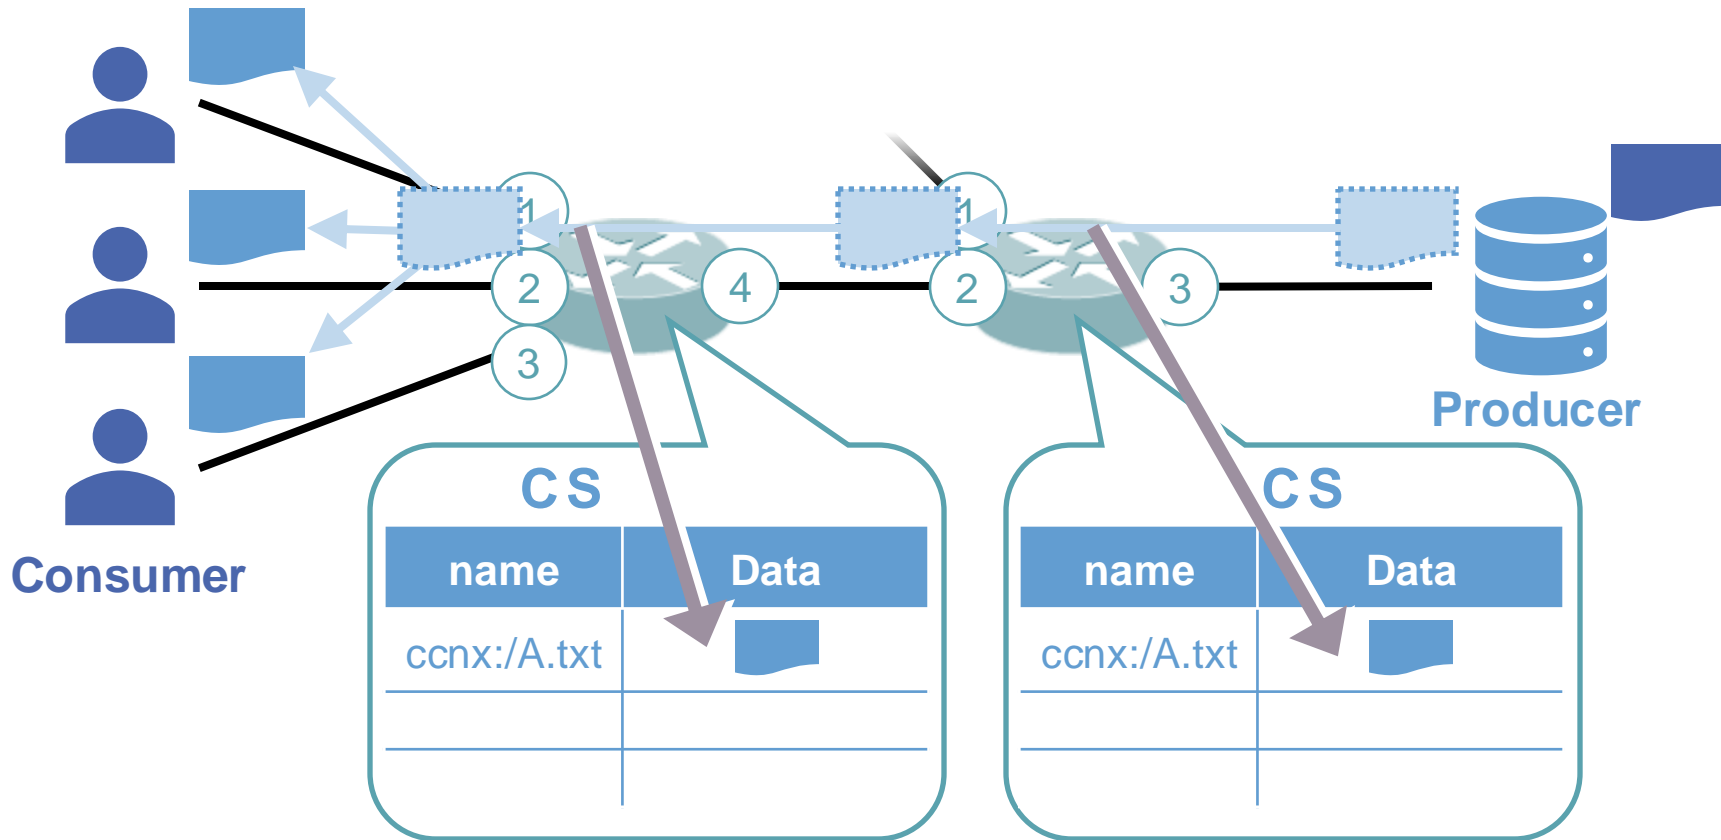 1
1
2
4
2
3
3
Producer
CS
CS
name Data
name Data
Consumer
ccnx:/A.txt
ccnx:/A.txt